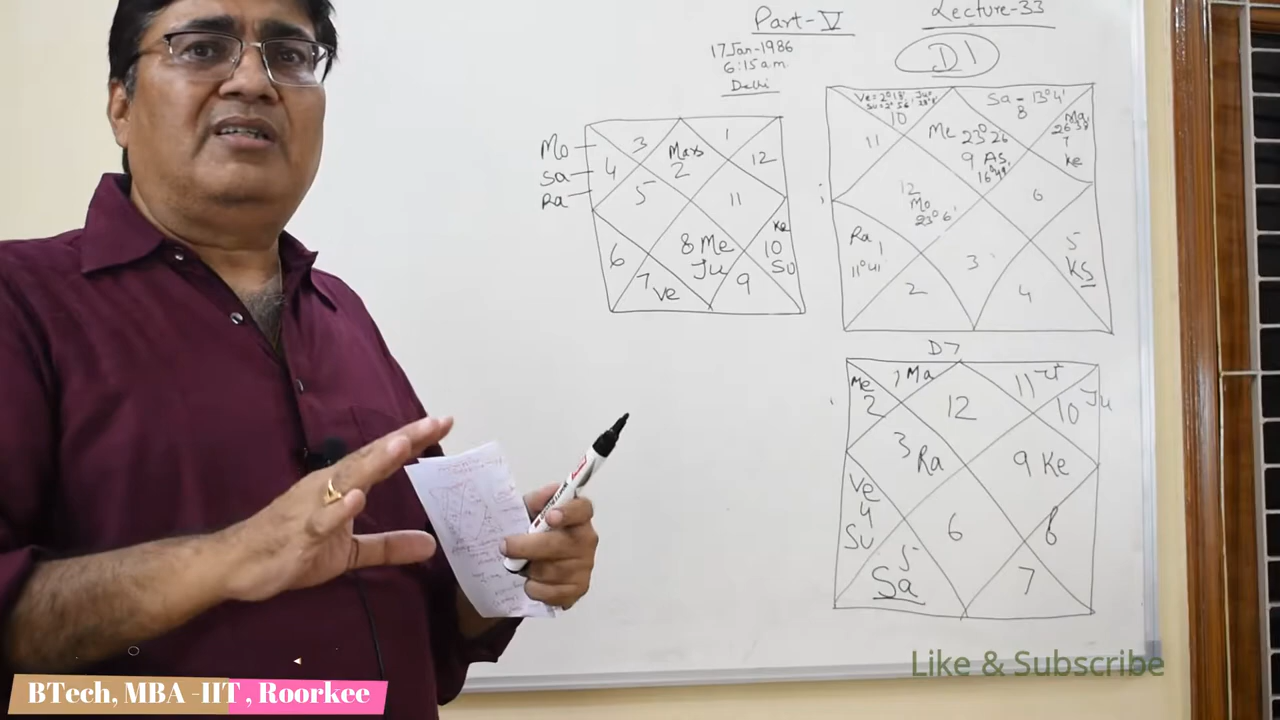 Part-V
Lecture-33
17 Jan-1986
6:15 a.m
Delhi
D1
Mo
Sa
Ra
3
1
4
Mars
2
12
5
11
6
8 Me
Ju
Ke
10
Su
7
Ve
9
Ve=2°13'
10
Sa - 13°4'
8
11
Me 23° 26
9 As,
16°49'
7
Ke
12
Mo
23° 6'
6
Ra
1
11°41
3
5
KS
2
4
D7
Me
2
1 Ma
12
11
10
Ju
3
Ra
9 Ke
Ve
4
Su
6
8
5
Sa
7
Like & Subscribe
BTech, MBA -IIT , Roorkee